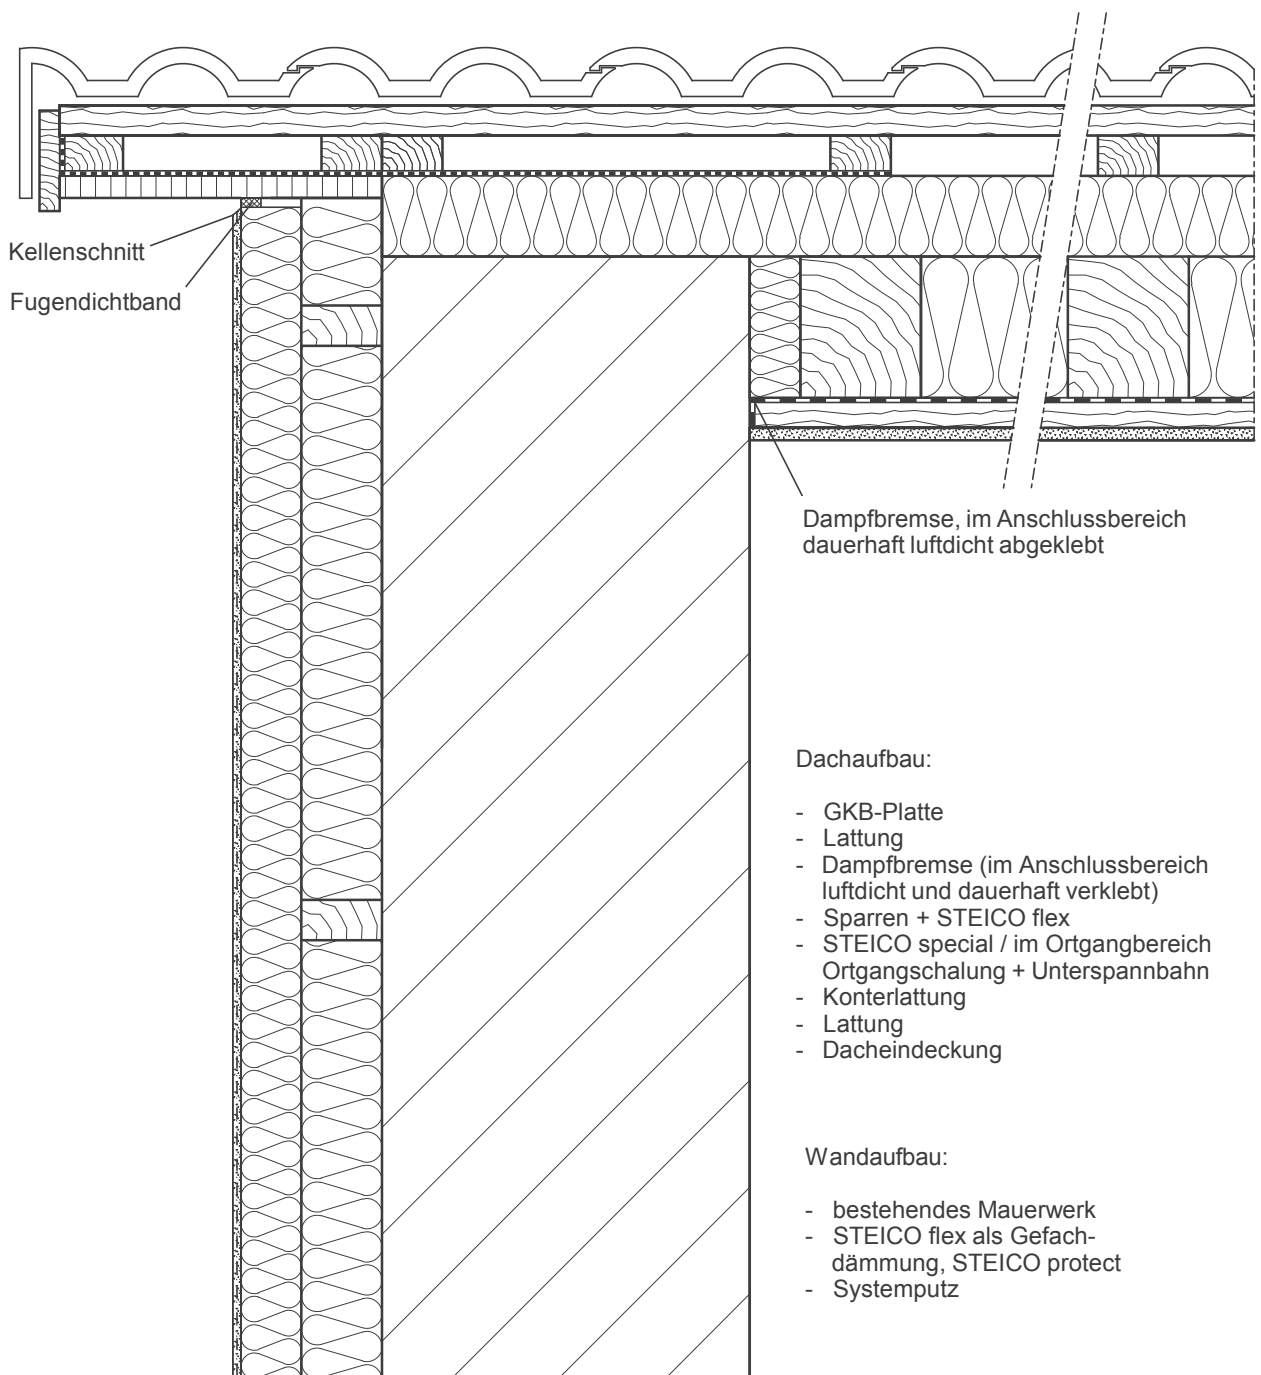 Kellenschnitt
Fugendichtband
Dampfbremse, im Anschlussbereich
dauerhaft luftdicht abgeklebt
Dachaufbau:
- GKB-Platte
- Lattung
- Dampfbremse (im Anschlussbereich
luftdicht und dauerhaft verklebt)
- Sparren + STEICO flex
- STEICO special / im Ortgangbereich
Ortgangschalung + Unterspannbahn
- Konterlattung
- Lattung
- Dacheindeckung
Wandaufbau:
- bestehendes Mauerwerk
- STEICO flex als Gefach-
dämmung, STEICO protect
- Systemputz